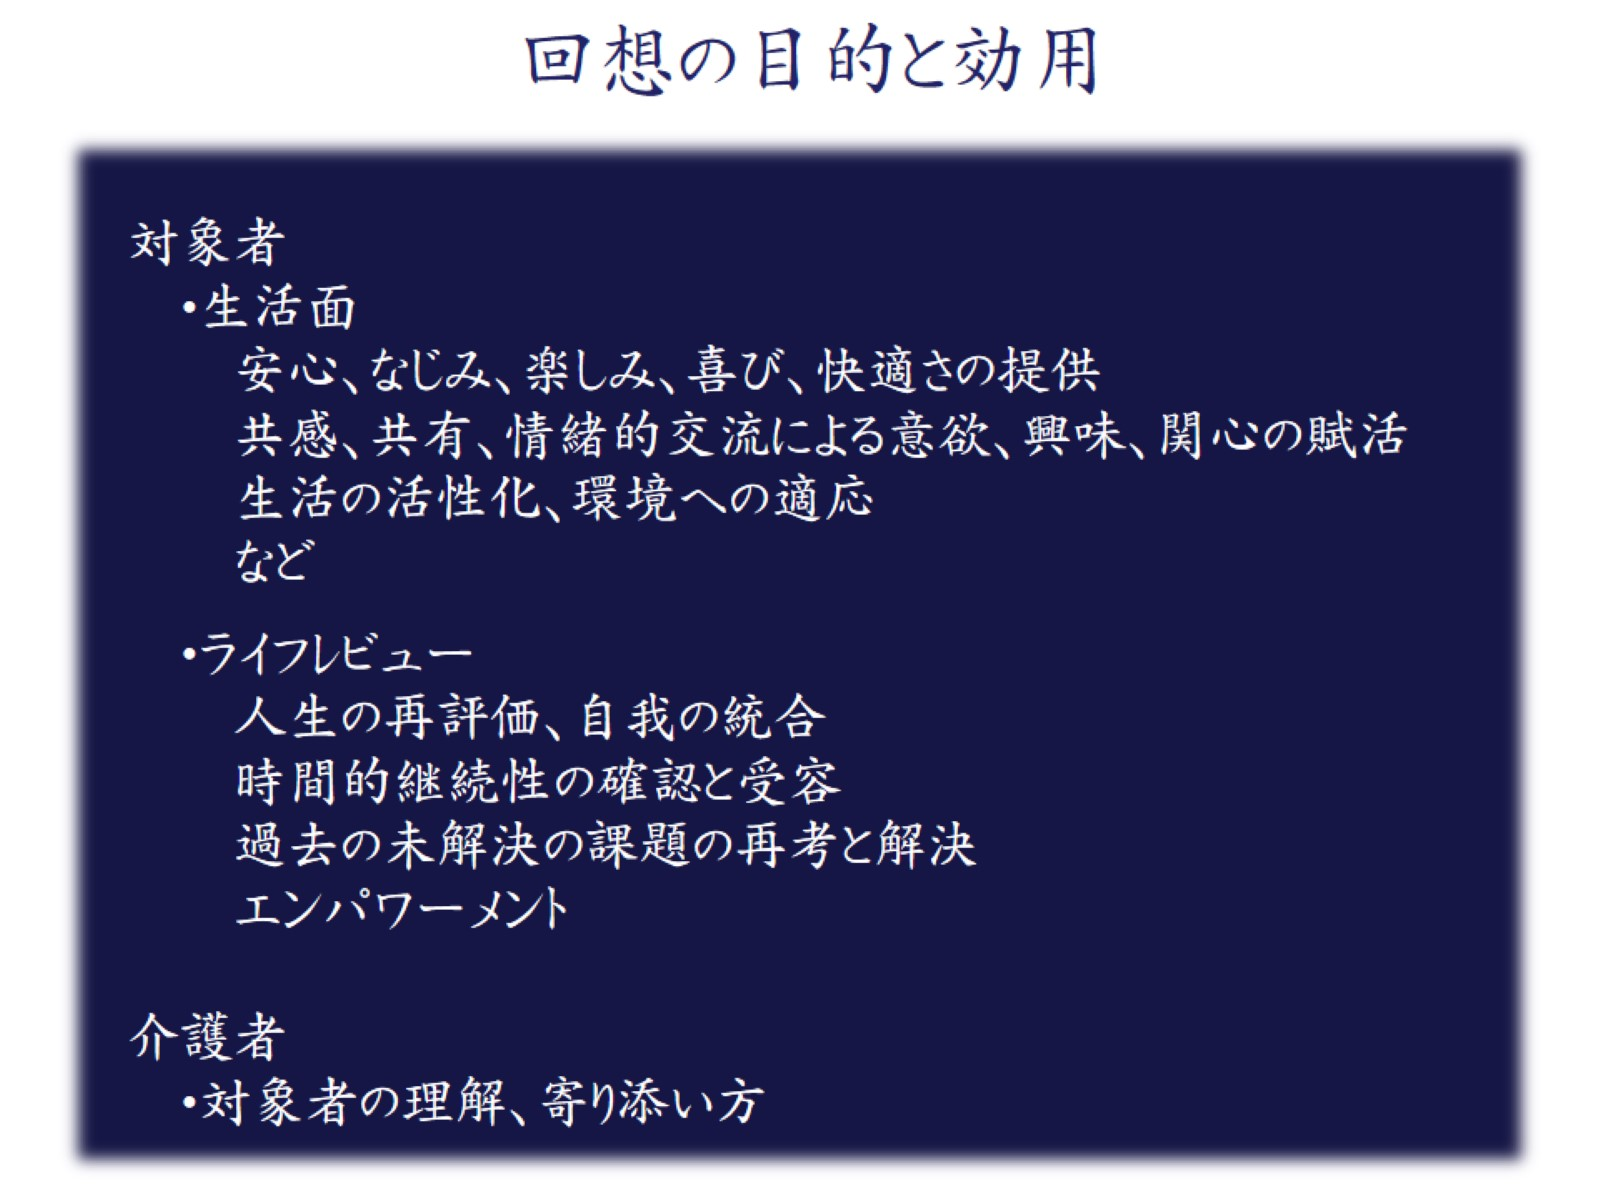 回想の目的と効用
対象者
•生活面
安心、なじみ、楽しみ、喜び、快適さの提供
共感、共有、情緒的交流による意欲、興味、関心の賦活
生活の活性化、環境への適応
など
•ライフレビュー
人生の再評価、自我の統合
時間的継続性の確認と受容
過去の未解決の課題の再考と解決
エンパワーメント
介護者
•対象者の理解、寄り添い方